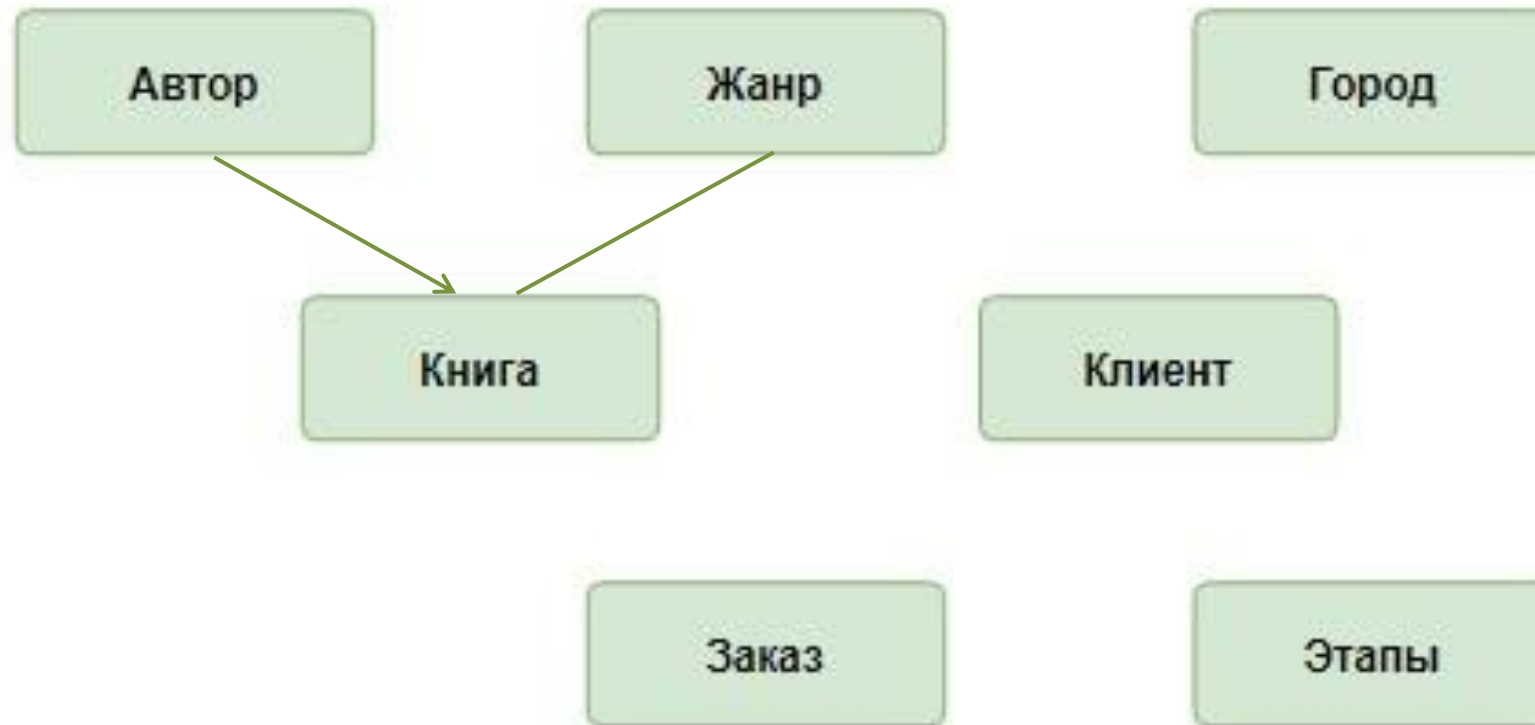 Автор
Жанр
Город
Книга
Клиент
Заказ
Этапы